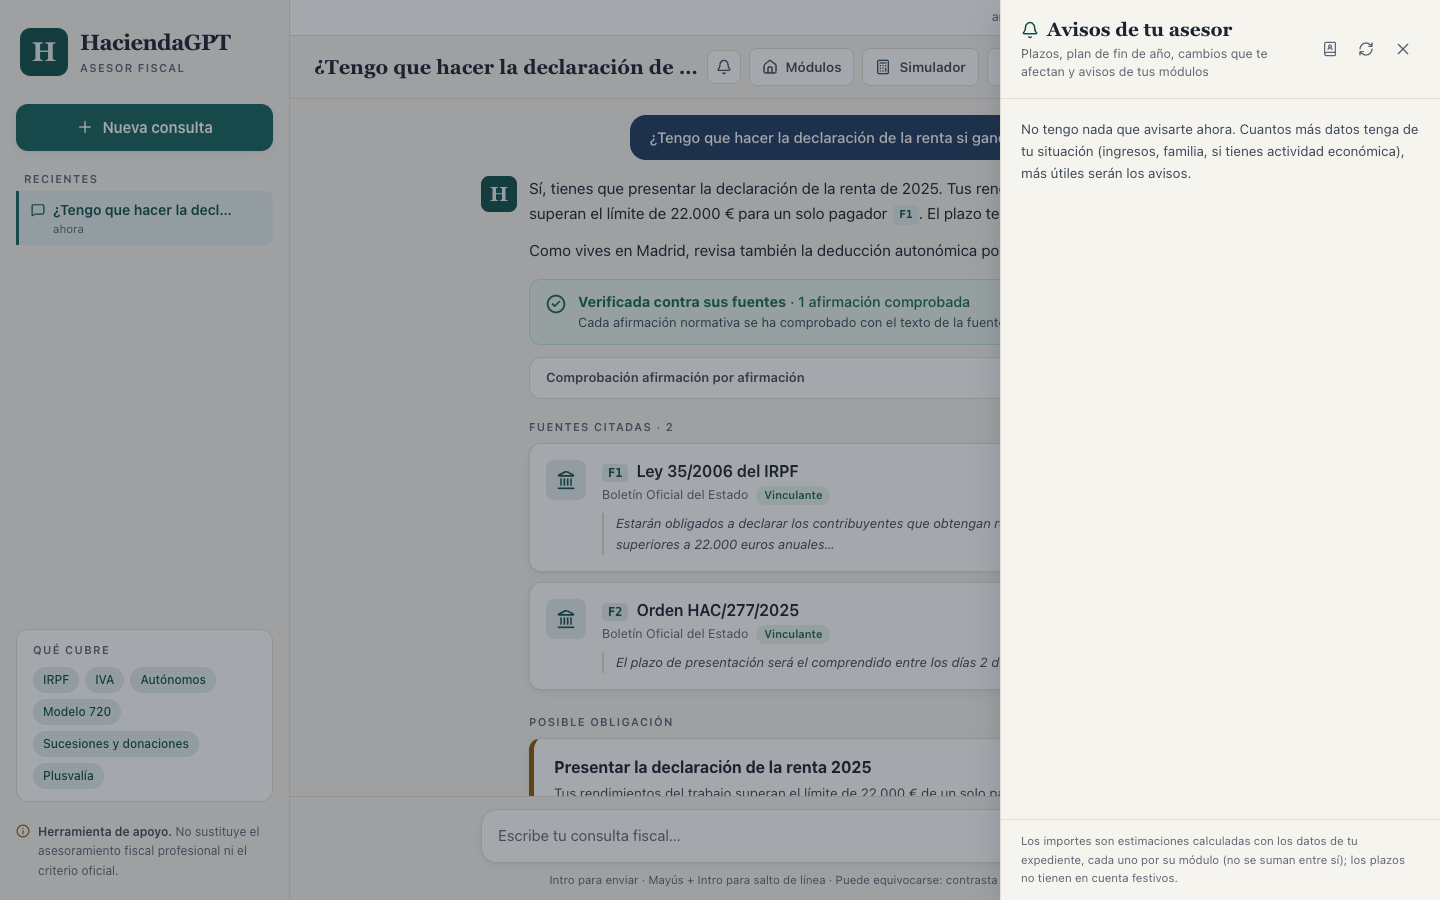 H HaciendaGPT
ASESOR FISCAL
Nueva consulta
RECIENTES
¿Tengo que hacer la decl...
ahora
QUÉ CUBRE
IRPF IVA Autónomos
Modelo 720
Sucesiones y donaciones
Plusvalía
Herramienta de apoyo. No sustituye el
asesoramiento fiscal profesional ni el
criterio oficial.
¿Tengo que hacer la declaración de ... Módulos Simulador
¿Tengo que hacer la declaración de la renta si
H Sí, tienes que presentar la declaración de la renta de 2025. Tus
superan el límite de 22.000 € para un solo pagador F1. El plazo
Como vives en Madrid, revisa también la deducción autonómica
Verificada contra sus fuentes · 1 afirmación comprobada
Cada afirmación normativa se ha comprobado con el texto de la
Comprobación afirmación por afirmación
FUENTES CITADAS · 2
F1 Ley 35/2006 del IRPF
Boletín Oficial del Estado Vinculante
Estarán obligados a declarar los contribuyentes que obtengan
superiores a 22.000 euros anuales...
F2 Orden HAC/277/2025
Boletín Oficial del Estado Vinculante
El plazo de presentación será el comprendido entre los días 2
POSIBLE OBLIGACIÓN
Presentar la declaración de la renta 2025
Tus rendimientos del trabajo superan el límite de 22.000 € de un solo
Escribe tu consulta fiscal...
Intro para enviar · Mayús + Intro para salto de línea · Puede equivocarse: contrasta
Avisos de tu asesor
Plazos, plan de fin de año, cambios que te
afectan y avisos de tus módulos
No tengo nada que avisarte ahora. Cuantos más datos tenga de
tu situación (ingresos, familia, si tienes actividad económica),
más útiles serán los avisos.
Los importes son estimaciones calculadas con los datos de tu
expediente, cada uno por su módulo (no se suman entre sí); los plazos
no tienen en cuenta festivos.